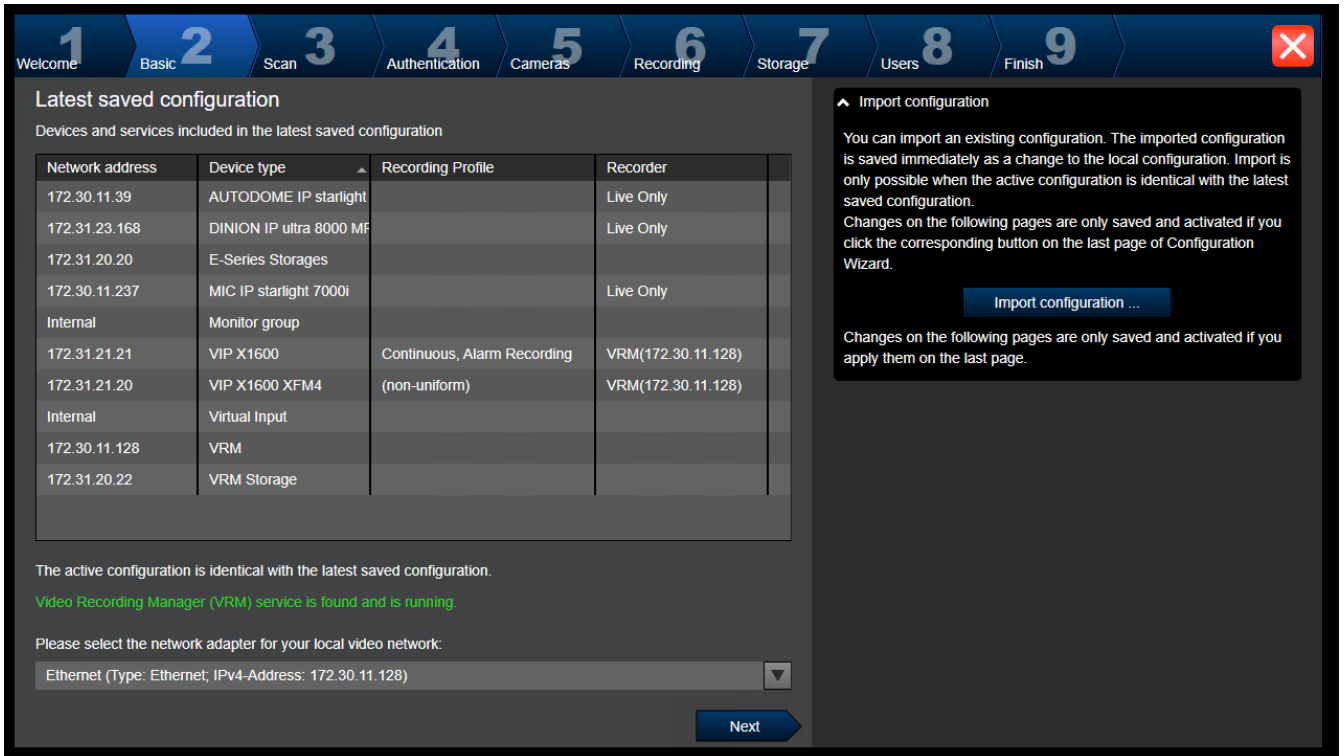 1 2 3 4 5 6 7 8 9
Welcome Basic Scan Authentication Cameras Recording Storage Users Finish
Latest saved configuration
Devices and services included in the latest saved configuration
Network address Device type Recording Profile Recorder
172.30.11.39 AUTODOME IP starlight Live Only
172.31.23.168 DINION IP ultra 8000 MP Live Only
172.31.20.20 E-Series Storages
172.30.11.237 MIC IP starlight 7000i Live Only
Internal Monitor group
172.31.21.21 VIP X1600 Continuous, Alarm Recording VRM(172.30.11.128)
172.31.21.20 VIP X1600 XFM4 (non-uniform) VRM(172.30.11.128)
Internal Virtual Input
172.30.11.128 VRM
172.31.20.22 VRM Storage
The active configuration is identical with the latest saved configuration.
Video Recording Manager (VRM) service is found and is running.
Please select the network adapter for your local video network:
Ethernet (Type: Ethernet; IPv4-Address: 172.30.11.128)
Next
Import configuration
You can import an existing configuration. The imported configuration
is saved immediately as a change to the local configuration. Import is
only possible when the active configuration is identical with the latest
saved configuration.
Changes on the following pages are only saved and activated if you
click the corresponding button on the last page of Configuration
Wizard.
Import configuration ...
Changes on the following pages are only saved and activated if you
apply them on the last page.